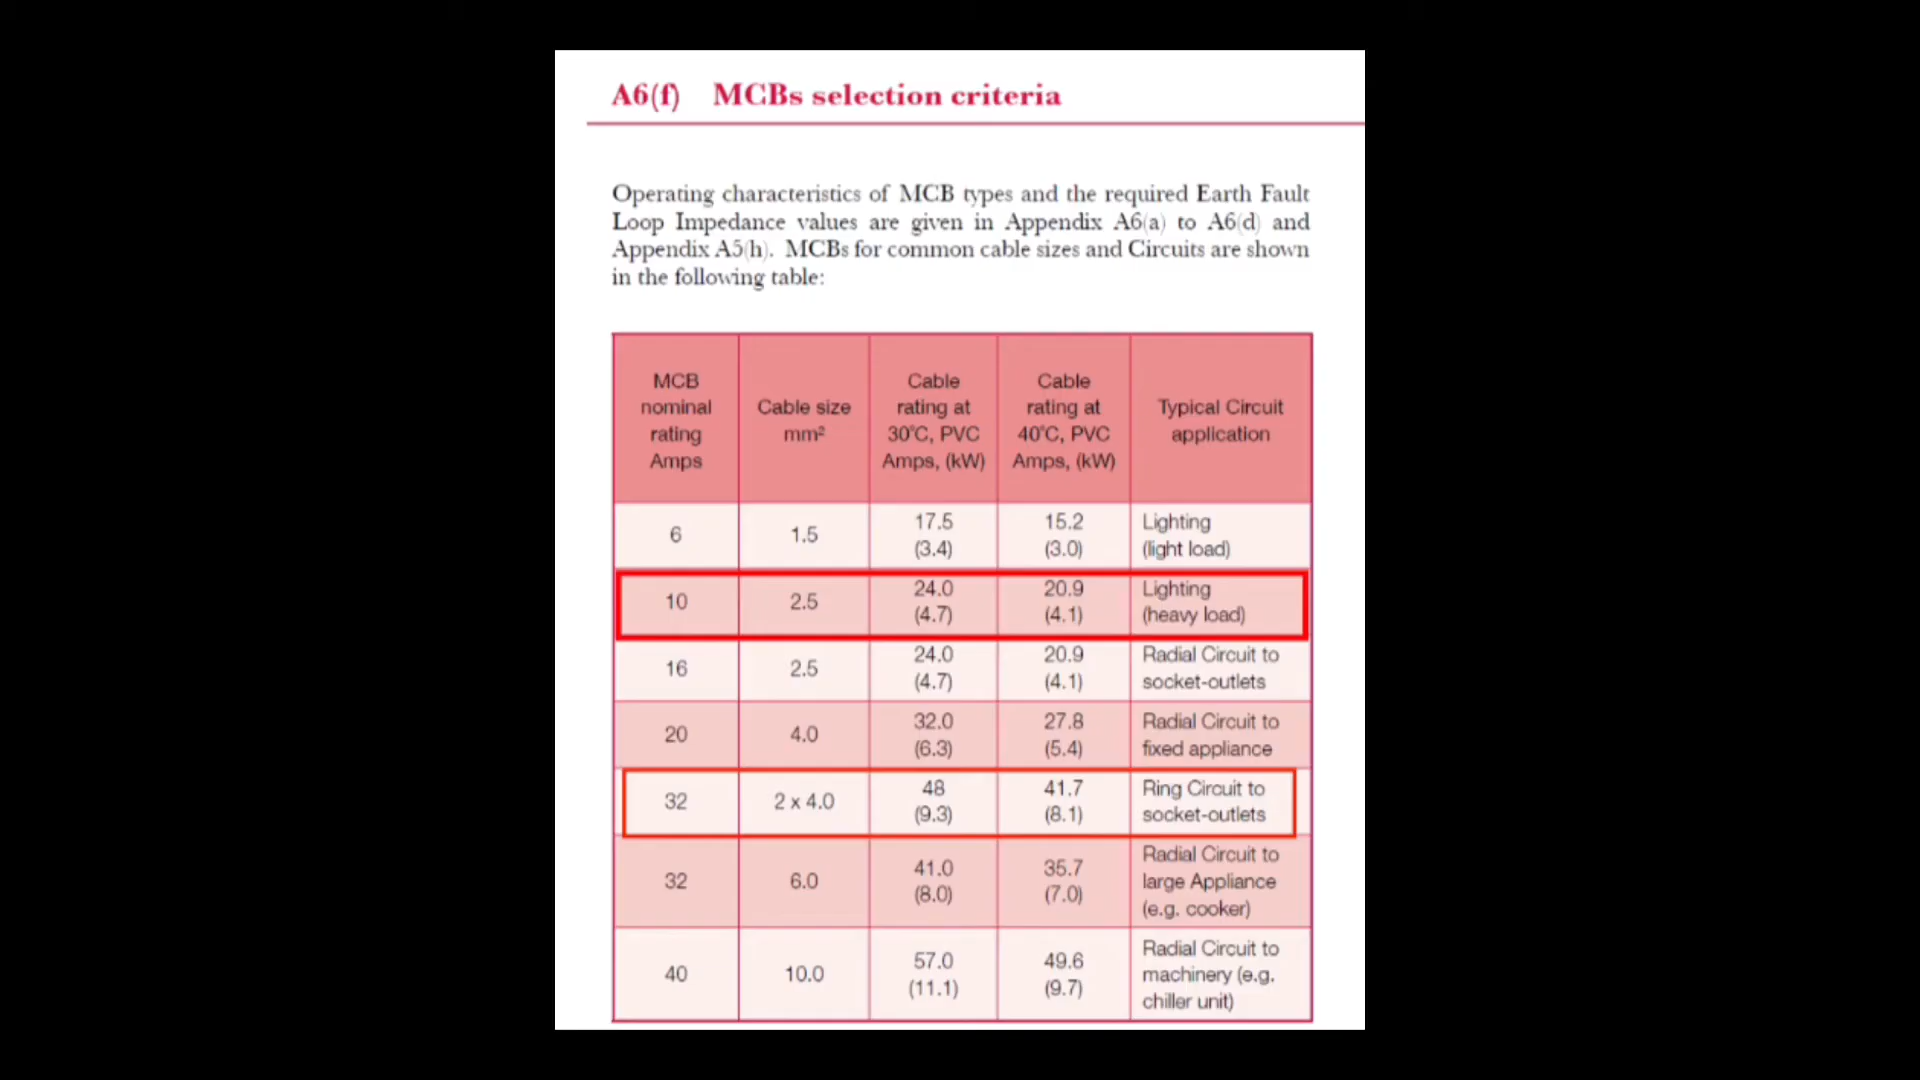 A6(f) MCBs selection criteria
Operating characteristics of MCB types and the required Earth Fault
Loop Impedance values are given in Appendix A6(a) to A6(d) and
Appendix A5(h). MCBs for common cable sizes and Circuits are shown
in the following table:
MCB nominal rating Amps | Cable size mm² | Cable rating at 30°C, PVC Amps, (kW) | Cable rating at 40°C, PVC Amps, (kW) | Typical Circuit application
6 | 1.5 | 17.5 (3.4) | 15.2 (3.0) | Lighting (light load)
10 | 2.5 | 24.0 (4.7) | 20.9 (4.1) | Lighting (heavy load)
16 | 2.5 | 24.0 (4.7) | 20.9 (4.1) | Radial Circuit to socket-outlets
20 | 4.0 | 32.0 (6.3) | 27.8 (5.4) | Radial Circuit to fixed appliance
32 | 2 x 4.0 | 48 (9.3) | 41.7 (8.1) | Ring Circuit to socket-outlets
32 | 6.0 | 41.0 (8.0) | 35.7 (7.0) | Radial Circuit to large Appliance (e.g. cooker)
40 | 10.0 | 57.0 (11.1) | 49.6 (9.7) | Radial Circuit to machinery (e.g. chiller unit)